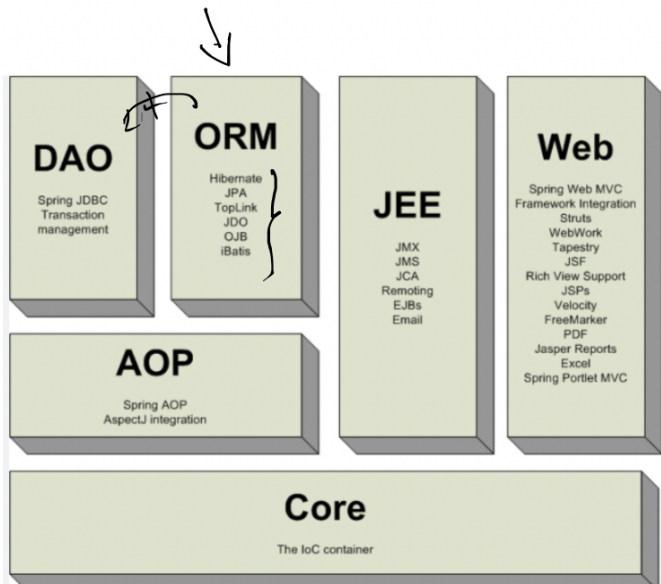 DAO
Spring JDBC
Transaction
management
ORM
Hibernate
JPA
TopLink
JDO
OJB
iBatis
JEE
JMX
JMS
JCA
Remoting
EJBs
Email
Web
Spring Web MVC
Framework Integration
Struts
WebWork
Tapestry
JSF
Rich View Support
JSPs
Velocity
FreeMarker
PDF
Jasper Reports
Excel
Spring Portlet MVC
AOP
Spring AOP
AspectJ integration
Core
The IoC container